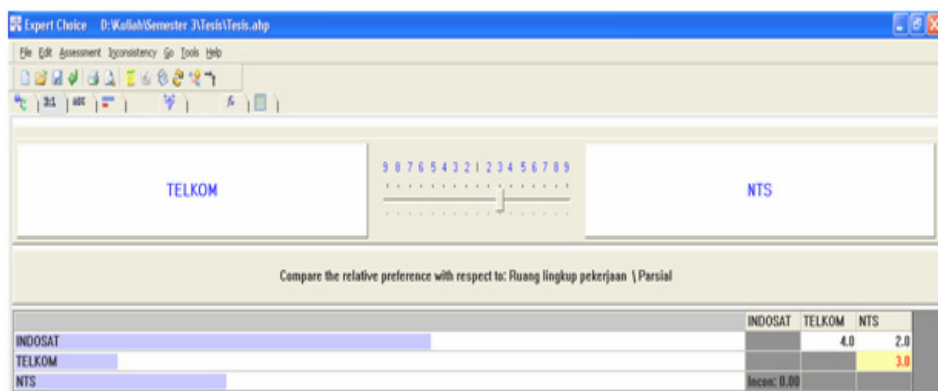 Expert Choice D:\Kuliah\Semester 3\Tesis\Tesis.ahp
File Edit Assessment Inconsistency Go Tools Help
3:1 ABC
9 8 7 6 5 4 3 2 1 2 3 4 5 6 7 8 9
TELKOM NTS
Compare the relative preference with respect to: Ruang lingkup pekerjaan \ Parsial
INDOSAT TELKOM NTS
INDOSAT 4.0 2.0
TELKOM 3.0
NTS Incon: 0.00